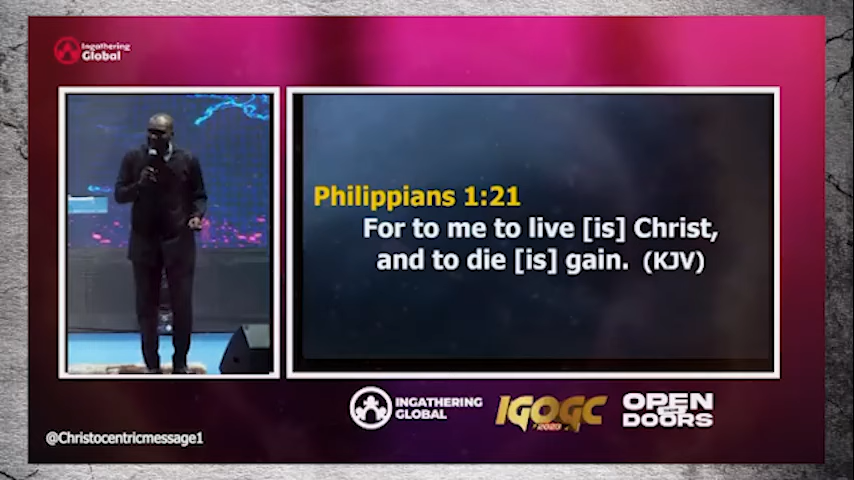 Ingathering
Global
Philippians 1:21
For to me to live [is] Christ,
and to die [is] gain. (KJV)
INGATHERING
GLOBAL
IGOGC
2023
OPEN
DOORS
@Christocentricmessage1